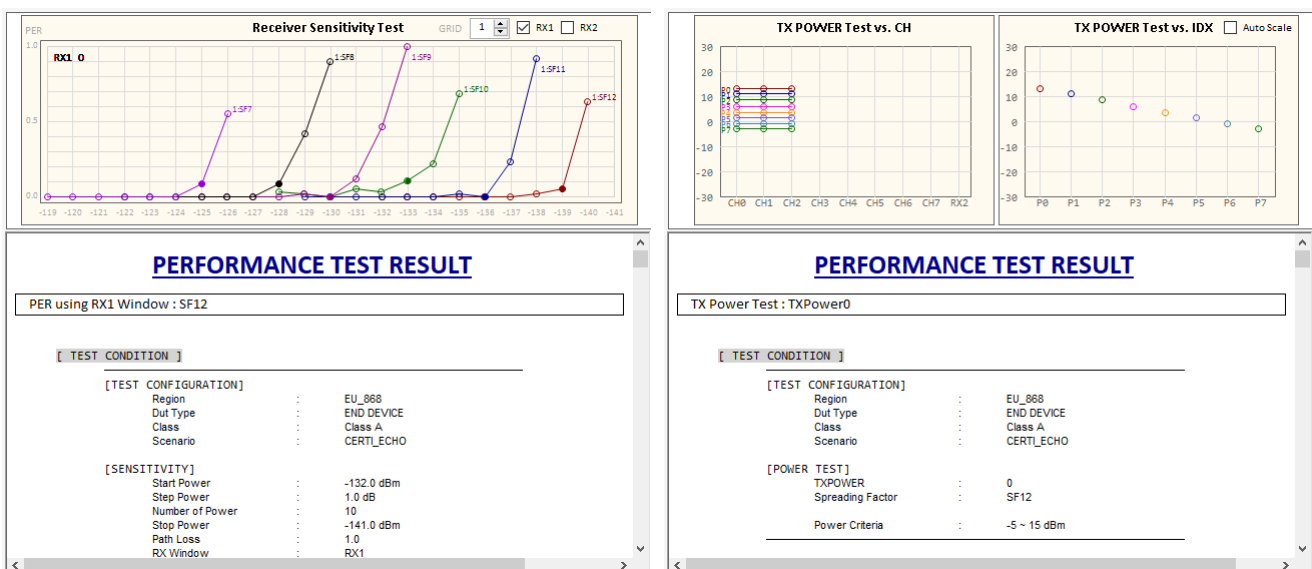 Receiver Sensitivity Test
GRID 1 RX1 RX2
PER
1.0
0.5
0.0
RX1 0
1:SF7
1:SF8
1:SF9
1:SF10
1:SF11
1:SF12
-119 -120 -121 -122 -123 -124 -125 -126 -127 -128 -129 -130 -131 -132 -133 -134 -135 -136 -137 -138 -139 -140 -141
PERFORMANCE TEST RESULT
PER using RX1 Window : SF12
[ TEST CONDITION ]
[TEST CONFIGURATION]
Region : EU_868
Dut Type : END DEVICE
Class : Class A
Scenario : CERTI_ECHO
[SENSITIVITY]
Start Power : -132.0 dBm
Step Power : 1.0 dB
Number of Power : 10
Stop Power : -141.0 dBm
Path Loss : 1.0
RX Window : RX1
TX POWER Test vs. CH
30
20
10
0
-10
-20
-30
P0
P1
P2
P7
CH0 CH1 CH2 CH3 CH4 CH5 CH6 CH7 RX2
TX POWER Test vs. IDX Auto Scale
30
20
10
0
-10
-20
-30
P0 P1 P2 P3 P4 P5 P6 P7
PERFORMANCE TEST RESULT
TX Power Test : TXPower0
[ TEST CONDITION ]
[TEST CONFIGURATION]
Region : EU_868
Dut Type : END DEVICE
Class : Class A
Scenario : CERTI_ECHO
[POWER TEST]
TXPOWER : 0
Spreading Factor : SF12
Power Criteria : -5 ~ 15 dBm